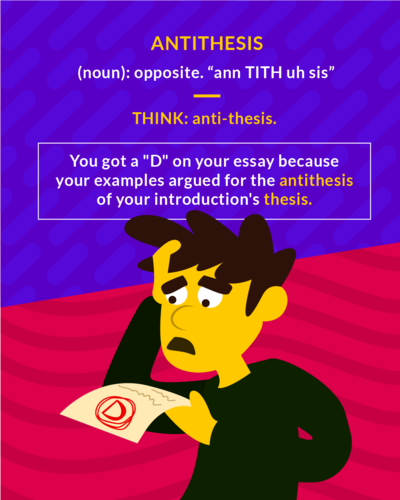 ANTITHESIS
(noun): opposite. “ann TITH uh sis”
THINK: anti-thesis.
You got a "D" on your essay because
your examples argued for the antithesis
of your introduction's thesis.
D